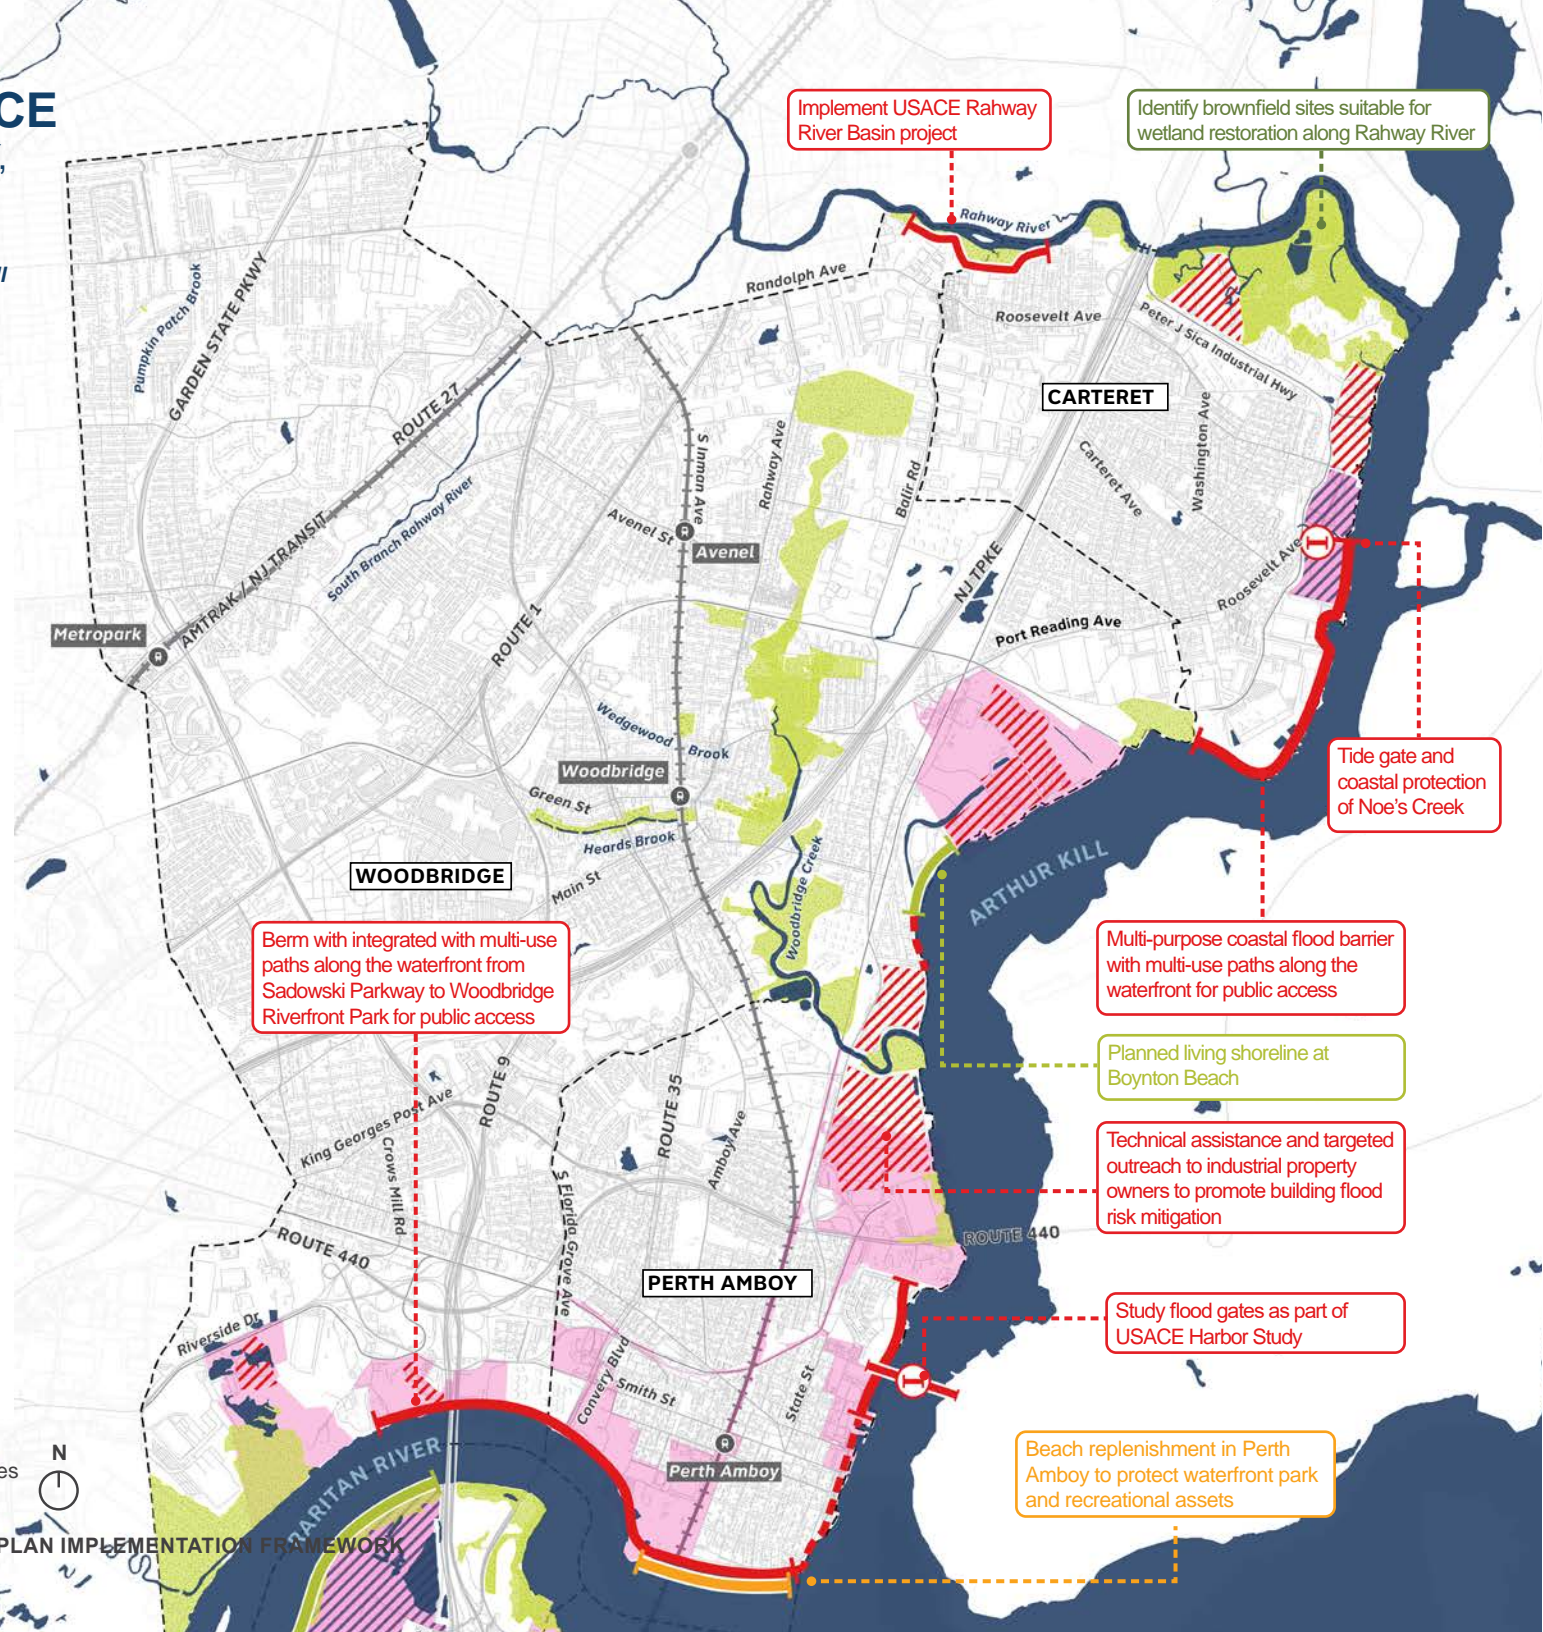 CE
,
Implement USACE Rahway
River Basin project
Identify brownfield sites suitable for
wetland restoration along Rahway River
Rahway River
Randolph Ave
Pumpkin Patch Brook
GARDEN STATE PKWY
Roosevelt Ave
Peter J Sica Industrial Hwy
CARTERET
ROUTE 27
S Inman Ave
Rahway Ave
Balir Rd
Carteret Ave
Washington Ave
South Branch Rahway River
Avenel St
Avenel
AMTRAK / NJ TRANSIT
NJ TPKE
Roosevelt Ave
Metropark
ROUTE 1
Port Reading Ave
Wedgewood Brook
Woodbridge
Green St
Heards Brook
Tide gate and
coastal protection
of Noe's Creek
WOODBRIDGE
Main St
Woodbridge Creek
ARTHUR KILL
Berm with integrated with multi-use
paths along the waterfront from
Sadowski Parkway to Woodbridge
Riverfront Park for public access
Multi-purpose coastal flood barrier
with multi-use paths along the
waterfront for public access
Planned living shoreline at
Boynton Beach
ROUTE 9
ROUTE 35
King Georges Post Ave
Crows Mill Rd
Amboy Ave
S Florida Grove Ave
Technical assistance and targeted
outreach to industrial property
owners to promote building flood
risk mitigation
ROUTE 440
ROUTE 440
PERTH AMBOY
Study flood gates as part of
USACE Harbor Study
Riverside Dr
Convery Blvd
Smith St
State St
Perth Amboy
Beach replenishment in Perth
Amboy to protect waterfront park
and recreational assets
N
es
RARITAN RIVER
PLAN IMPLEMENTATION FRAMEWORK